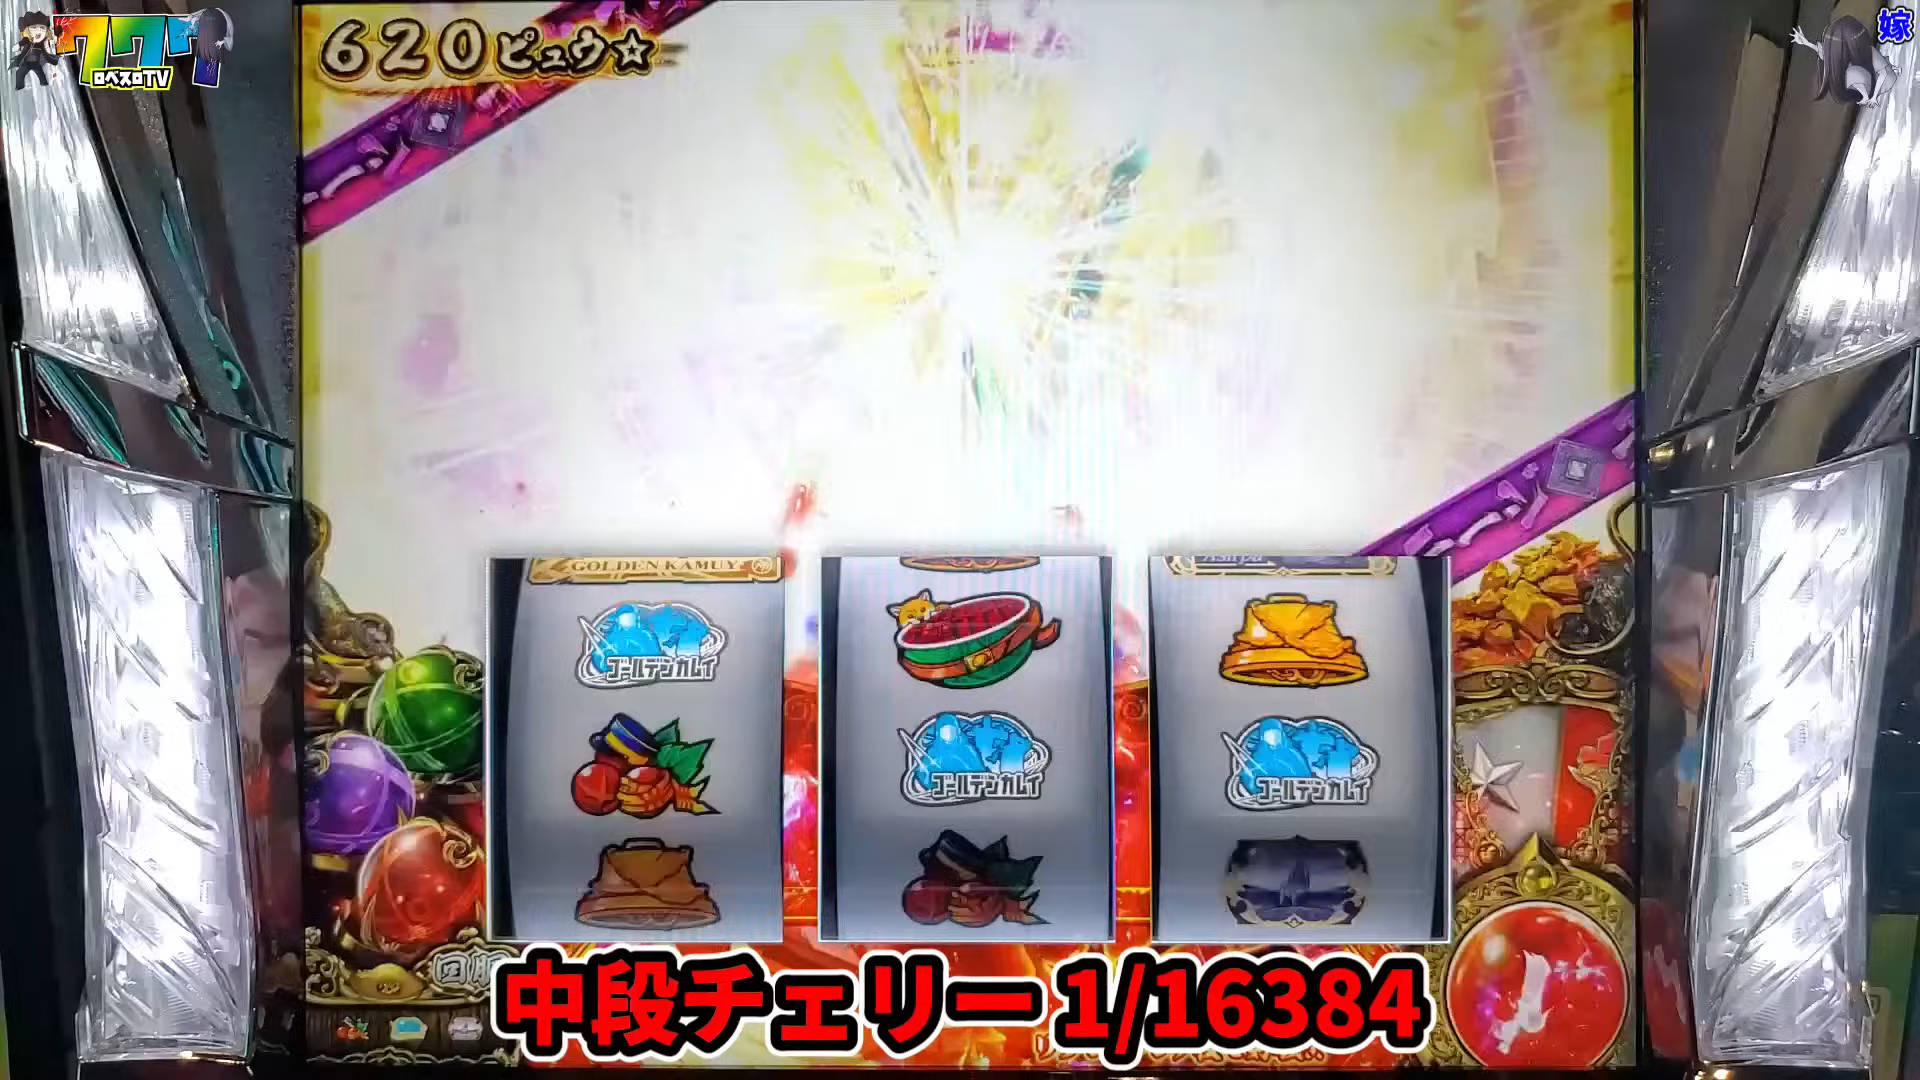 777
ロベスロTV
嫁
620ピュウ☆
GOLDEN KAMUY
ゴールデンカムイ
ゴールデンカムイ
ゴールデンカムイ
中段チェリー 1/16384